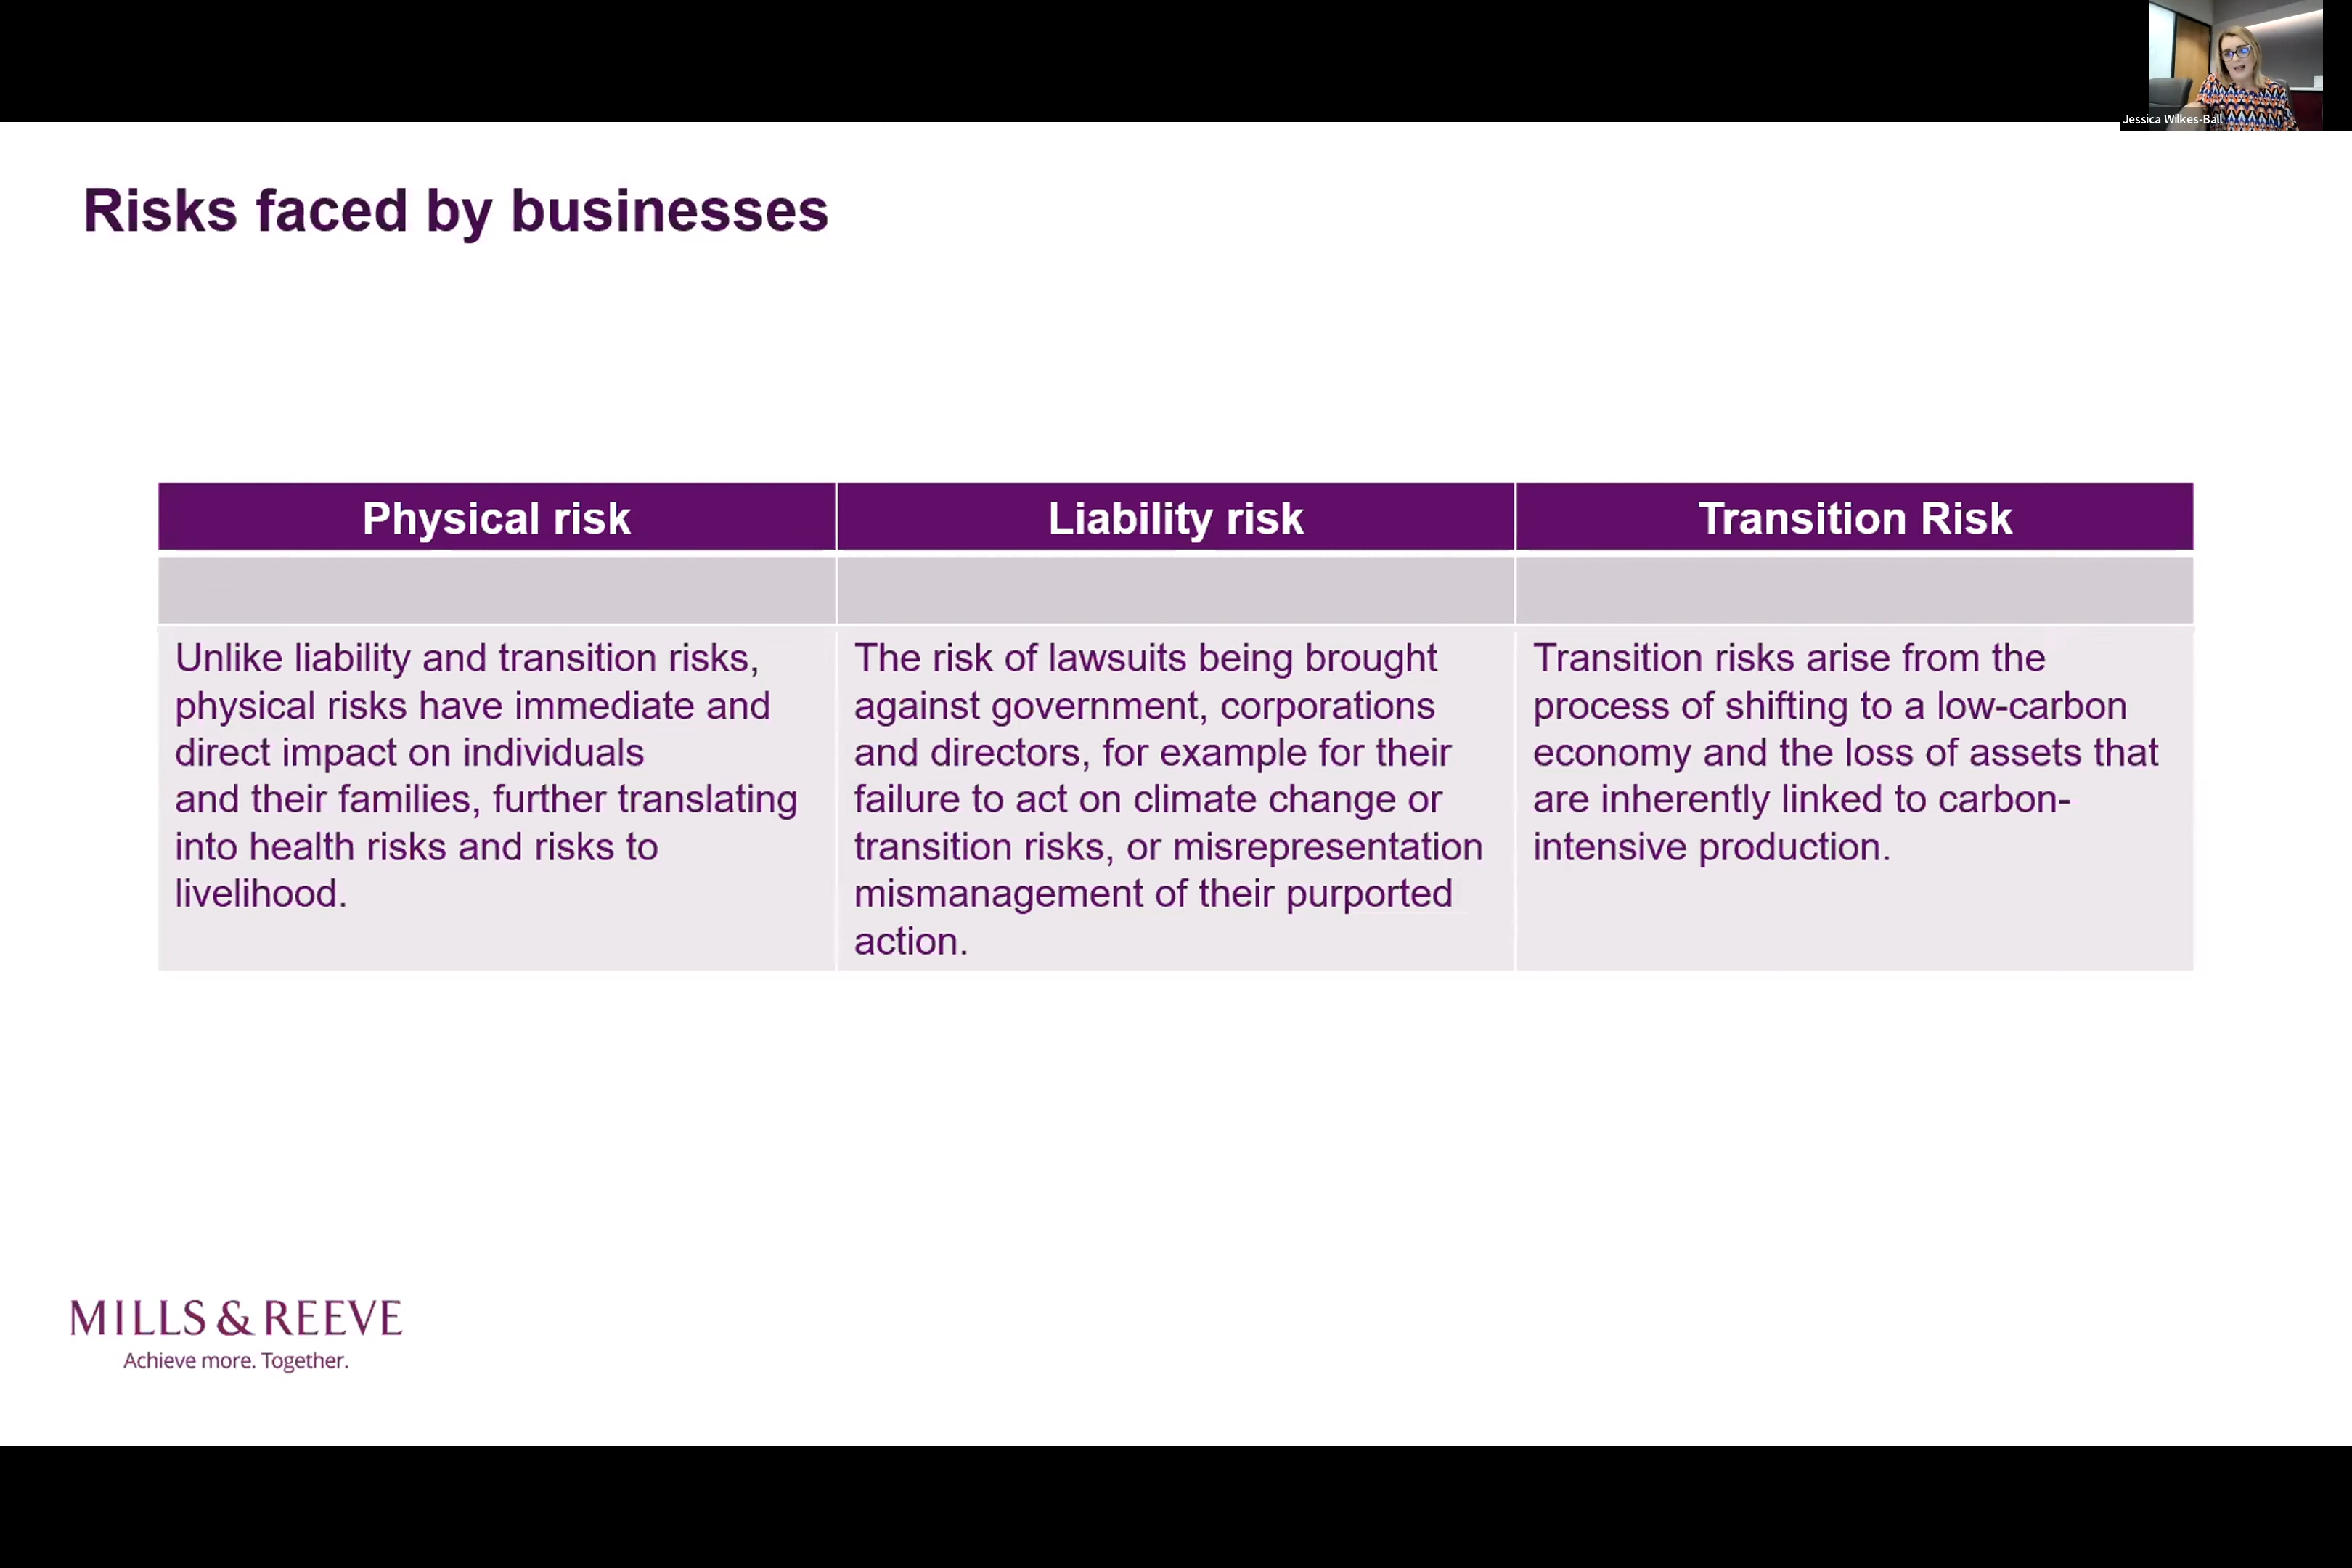 Jessica Wilkes-Ball
Risks faced by businesses
Physical risk
Liability risk
Transition Risk
Unlike liability and transition risks,
physical risks have immediate and
direct impact on individuals
and their families, further translating
into health risks and risks to
livelihood.
The risk of lawsuits being brought
against government, corporations
and directors, for example for their
failure to act on climate change or
transition risks, or misrepresentation
mismanagement of their purported
action.
Transition risks arise from the
process of shifting to a low-carbon
economy and the loss of assets that
are inherently linked to carbon-
intensive production.
MILLS & REEVE
Achieve more. Together.